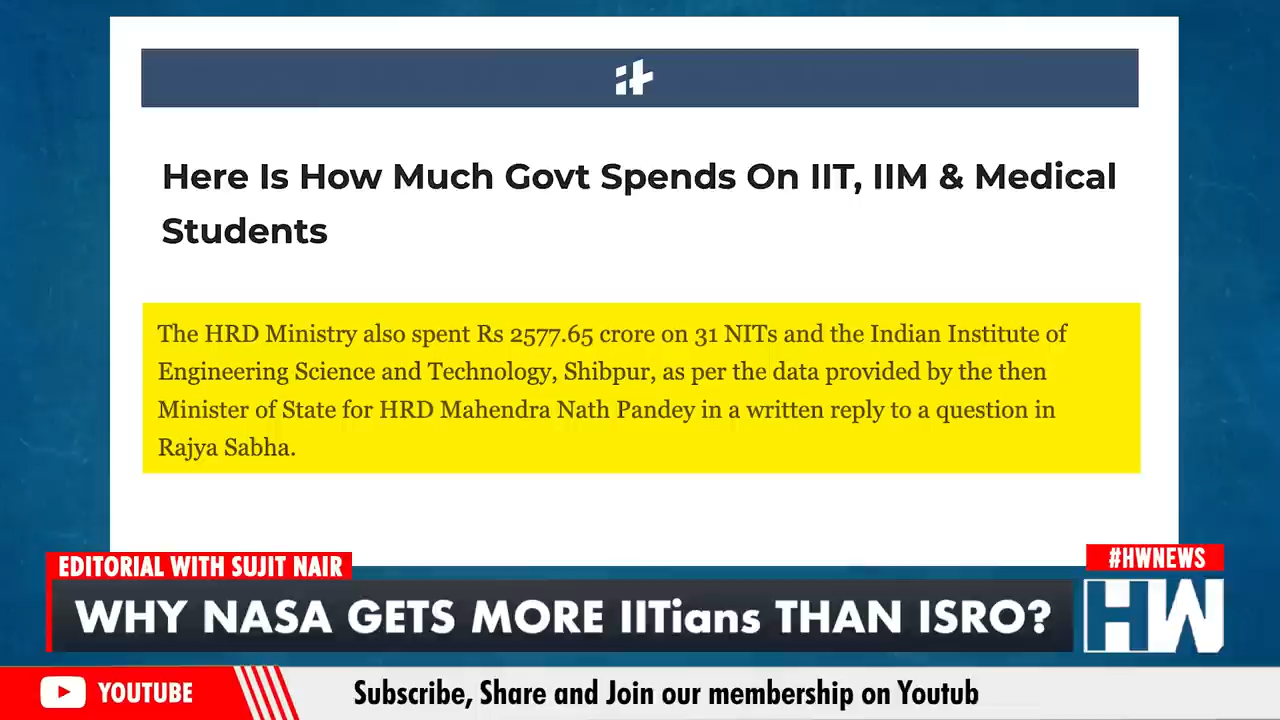 it
Here Is How Much Govt Spends On IIT, IIM & Medical
Students
The HRD Ministry also spent Rs 2577.65 crore on 31 NITs and the Indian Institute of
Engineering Science and Technology, Shibpur, as per the data provided by the then
Minister of State for HRD Mahendra Nath Pandey in a written reply to a question in
Rajya Sabha.
EDITORIAL WITH SUJIT NAIR
#HWNEWS
WHY NASA GETS MORE IITians THAN ISRO?
HW
YOUTUBE
Subscribe, Share and Join our membership on Youtub